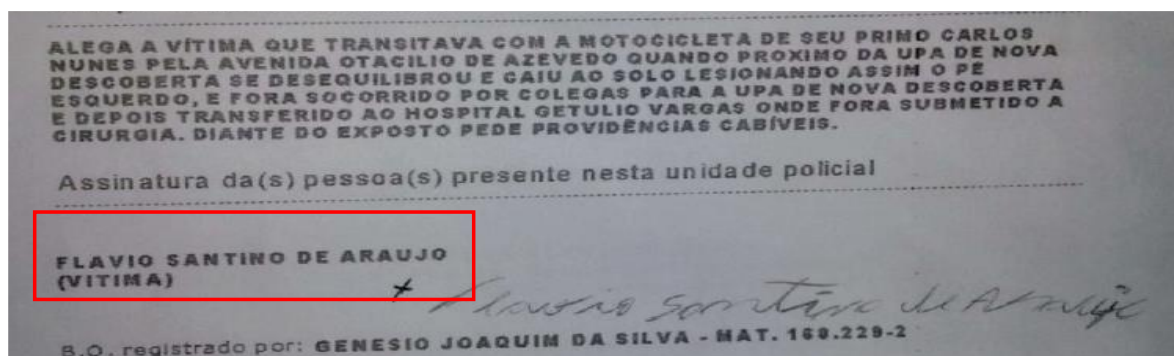 ALEGA A VÍTIMA QUE TRANSITAVA COM A MOTOCICLETA DE SEU PRIMO CARLOS
NUNES PELA AVENIDA OTACILIO DE AZEVEDO QUANDO PROXIMO DA UPA DE NOVA
DESCOBERTA SE DESEQUILIBROU E CAIU AO SOLO LESIONANDO ASSIM O PÉ
ESQUERDO, E FORA SOCORRIDO POR COLEGAS PARA A UPA DE NOVA DESCOBERTA
E DEPOIS TRANSFERIDO AO HOSPITAL GETULIO VARGAS ONDE FORA SUBMETIDO A
CIRURGIA. DIANTE DO EXPOSTO PEDE PROVIDÊNCIAS CABÍVEIS.
Assinatura da(s) pessoa(s) presente nesta unidade policial
FLAVIO SANTINO DE ARAUJO
(VITIMA)
x Flavio Santino de Araujo
B.O. registrado por: GENESIO JOAQUIM DA SILVA - MAT. 169.229-2